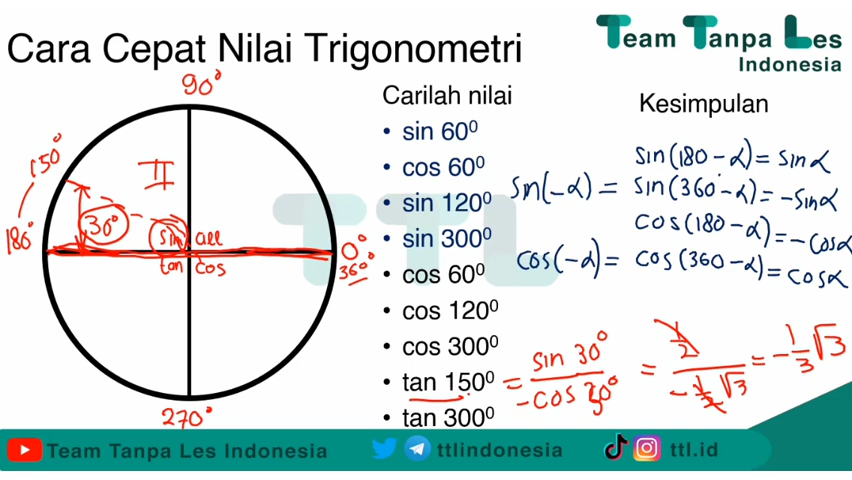 Cara Cepat Nilai Trigonometri
Team Tanpa Les
Indonesia
90°
150°
180°
30°
II
sin
all
tan
cos
0°
360°
270°
Carilah nilai
• sin 60⁰
• cos 60⁰
• sin 120⁰
• sin 300⁰
• cos 60⁰
• cos 120⁰
• cos 300⁰
• tan 150⁰ = sin 30° / -cos 30° = ½ / -½√3 = -⅓√3
• tan 300⁰
Kesimpulan
sin(180-α) = sin α
sin(-α) = sin(360-α) = -sin α
cos(180-α) = -cos α
cos(-α) = cos(360-α) = cos α
TTL
Team Tanpa Les Indonesia
ttlindonesia
ttl.id